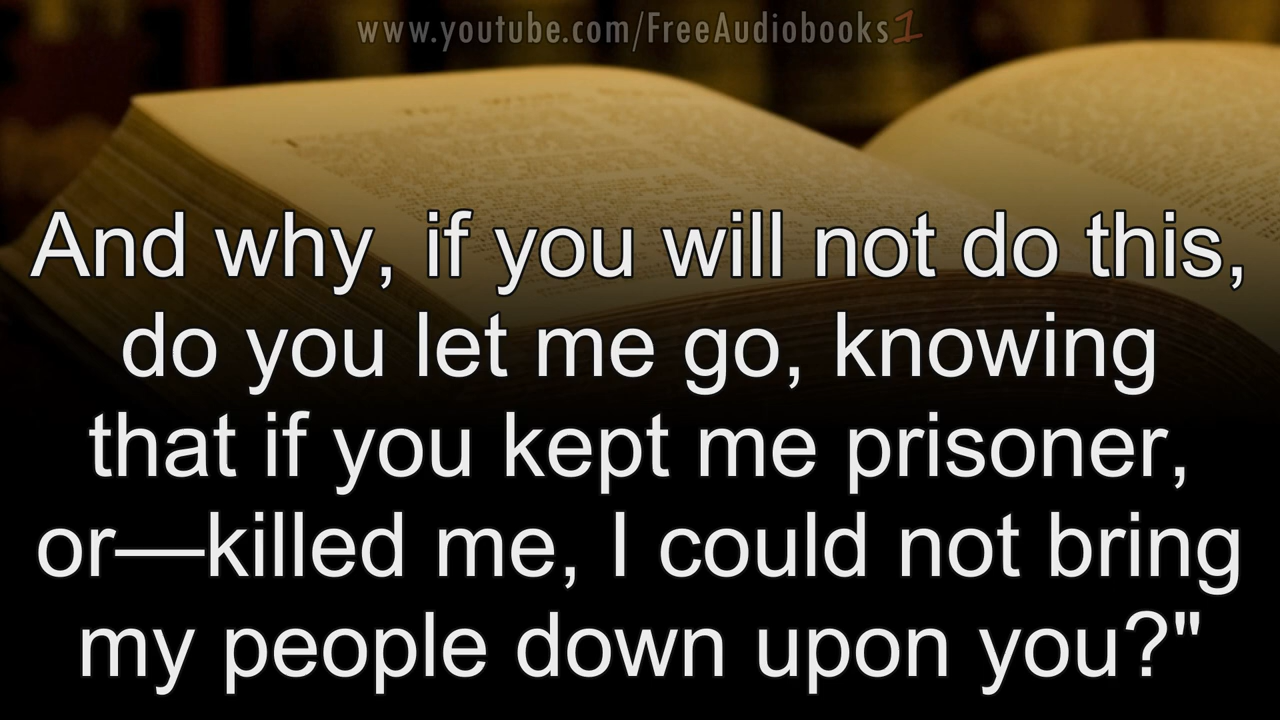 www.youtube.com/FreeAudiobooks1
And why, if you will not do this,
do you let me go, knowing
that if you kept me prisoner,
or—killed me, I could not bring
my people down upon you?"